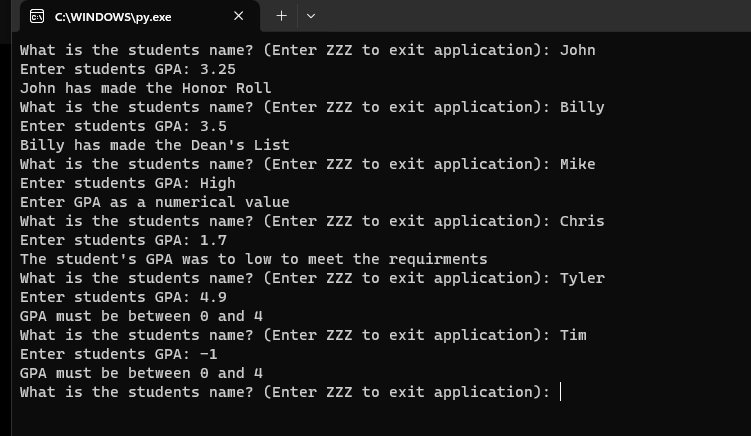 C:\WINDOWS\py.exe
What is the students name? (Enter ZZZ to exit application): John
Enter students GPA: 3.25
John has made the Honor Roll
What is the students name? (Enter ZZZ to exit application): Billy
Enter students GPA: 3.5
Billy has made the Dean's List
What is the students name? (Enter ZZZ to exit application): Mike
Enter students GPA: High
Enter GPA as a numerical value
What is the students name? (Enter ZZZ to exit application): Chris
Enter students GPA: 1.7
The student's GPA was to low to meet the requirments
What is the students name? (Enter ZZZ to exit application): Tyler
Enter students GPA: 4.9
GPA must be between 0 and 4
What is the students name? (Enter ZZZ to exit application): Tim
Enter students GPA: -1
GPA must be between 0 and 4
What is the students name? (Enter ZZZ to exit application):